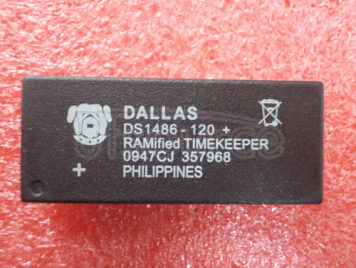 DALLAS
DS1486-120 +
RAMified TIMEKEEPER
0947CJ 357968
+ PHILIPPINES